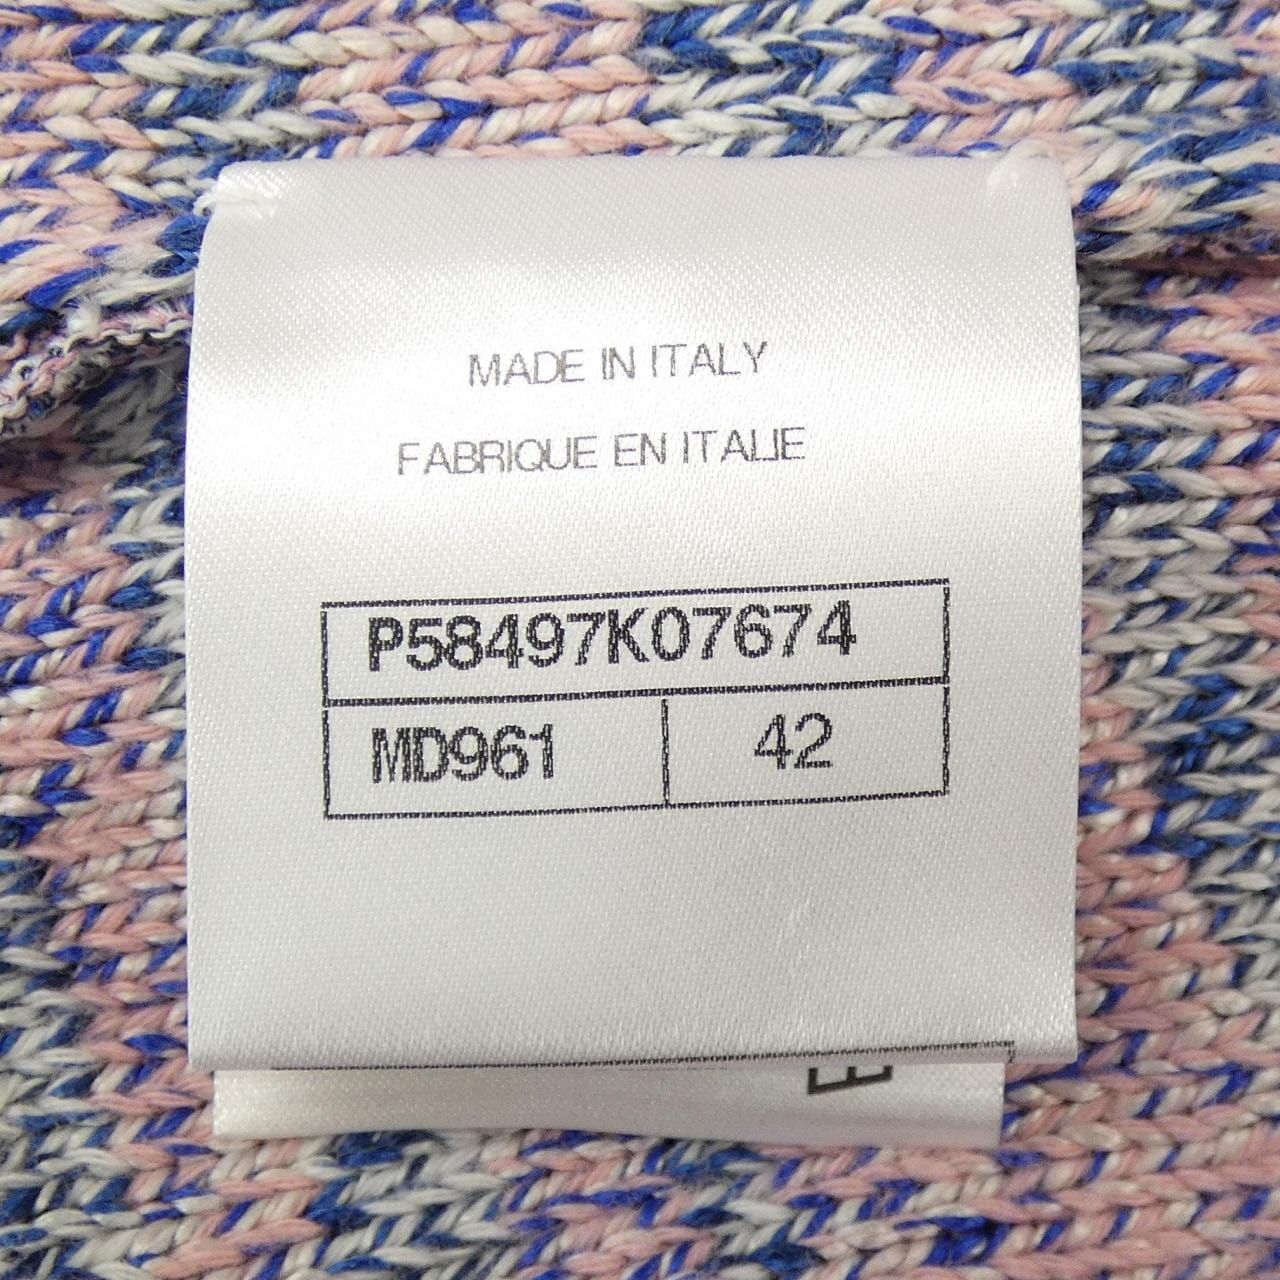 MADE IN ITALY
FABRIQUE EN ITALIE
P58497K07674
MD961 42
E